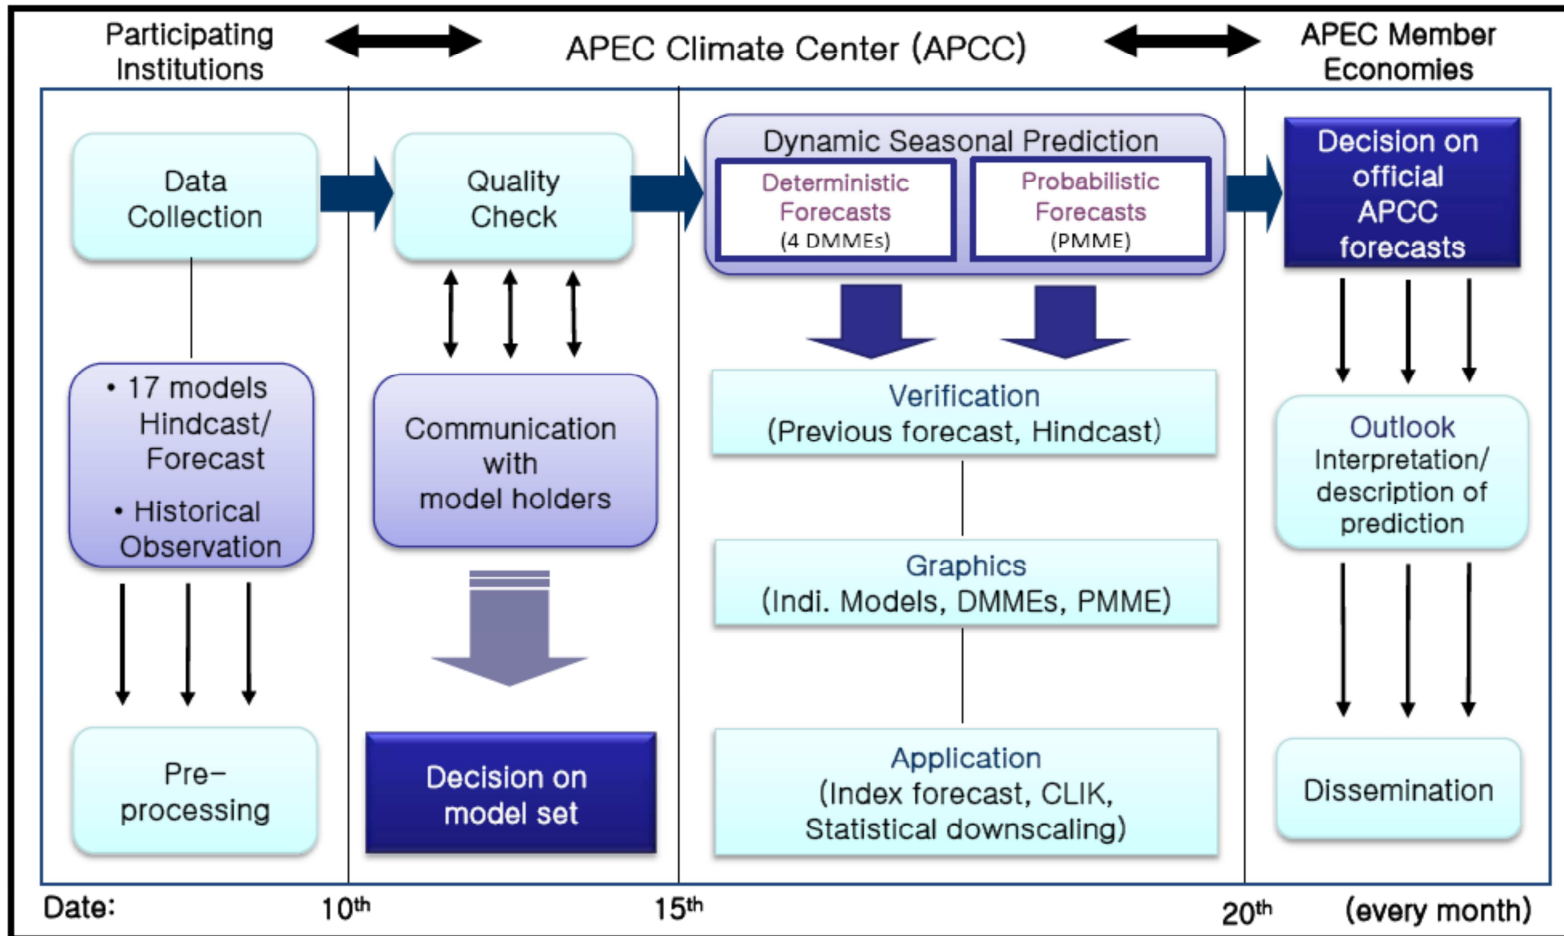 Participating
Institutions
APEC Climate Center (APCC)
APEC Member
Economies
Data
Collection
• 17 models
Hindcast/
Forecast
• Historical
Observation
Pre-
processing
Quality
Check
Communication
with
model holders
Decision on
model set
Dynamic Seasonal Prediction
Deterministic
Forecasts
(4 DMMEs)
Probabilistic
Forecasts
(PMME)
Verification
(Previous forecast, Hindcast)
Graphics
(Indi. Models, DMMEs, PMME)
Application
(Index forecast, CLIK,
Statistical downscaling)
Decision on
official
APCC
forecasts
Outlook
Interpretation/
description of
prediction
Dissemination
Date: 10th 15th 20th (every month)